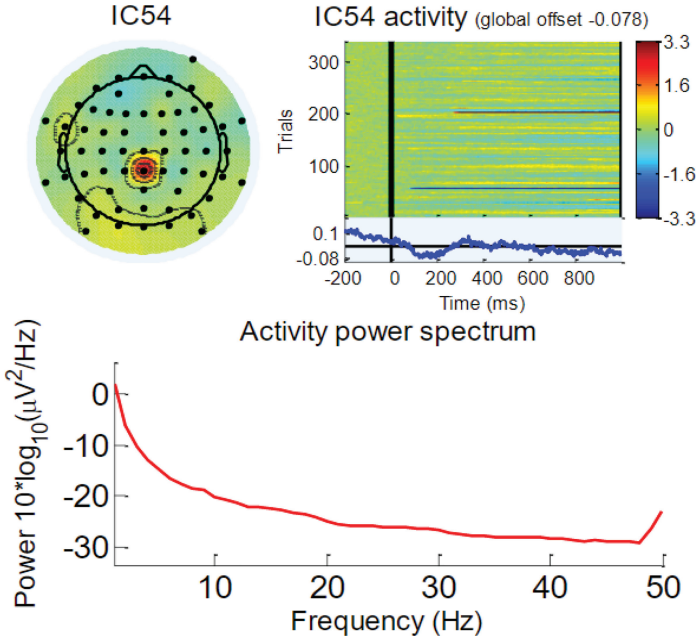 IC54
IC54 activity (global offset -0.078)
Trials
300
200
100
3.3
1.6
0
-1.6
-3.3
0.1
-0.08
-200 0 200 400 600 800
Time (ms)
Activity power spectrum
Power 10*log10(μV²/Hz)
0
-10
-20
-30
10 20 30 40 50
Frequency (Hz)